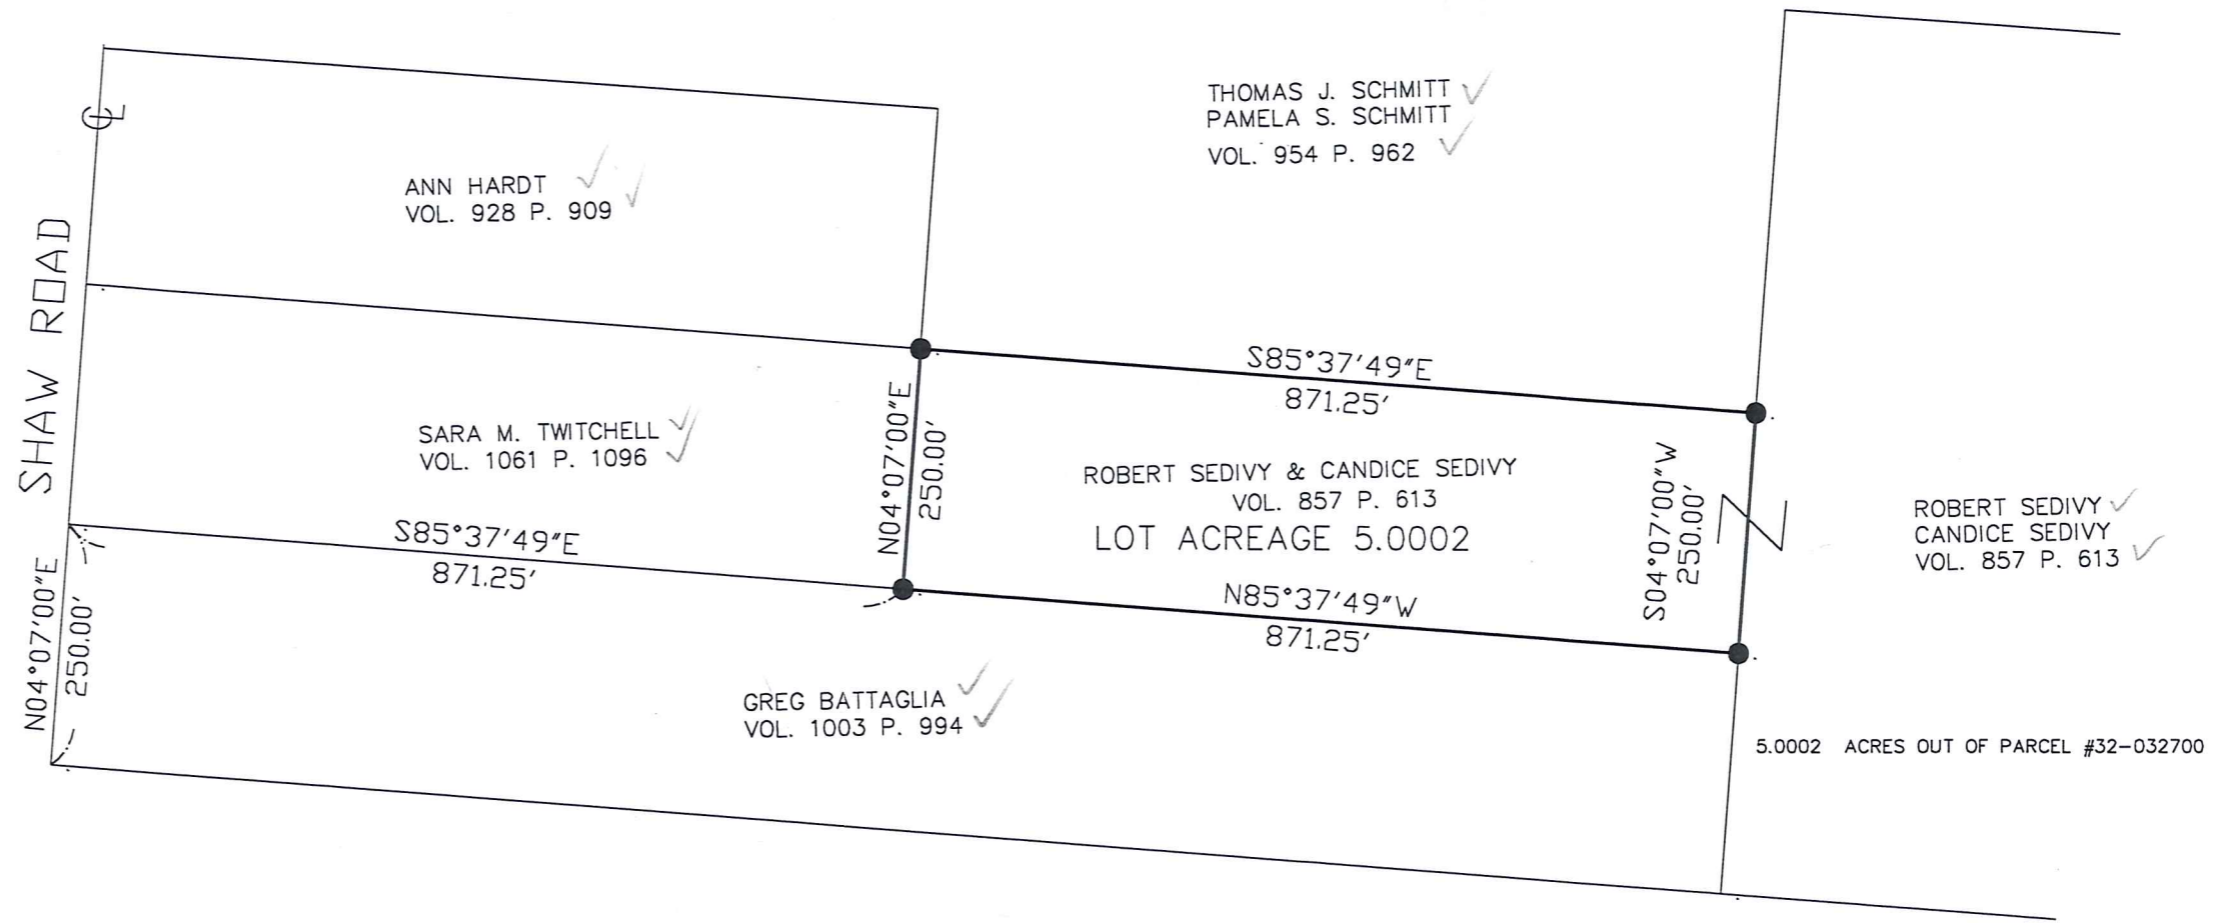 THOMAS J. SCHMITT
PAMELA S. SCHMITT
VOL. 954 P. 962
ANN HARDT
VOL. 928 P. 909
SHAW ROAD
S85°37'49"E
871.25'
N04°07'00"E
250.00'
SARA M. TWITCHELL
VOL. 1061 P. 1096
ROBERT SEDIVY & CANDICE SEDIVY
VOL. 857 P. 613
LOT ACREAGE 5.0002
S04°07'00"W
250.00'
ROBERT SEDIVY
CANDICE SEDIVY
VOL. 857 P. 613
S85°37'49"E
871.25'
N85°37'49"W
871.25'
N04°07'00"E
250.00'
GREG BATTAGLIA
VOL. 1003 P. 994
5.0002 ACRES OUT OF PARCEL #32-032700